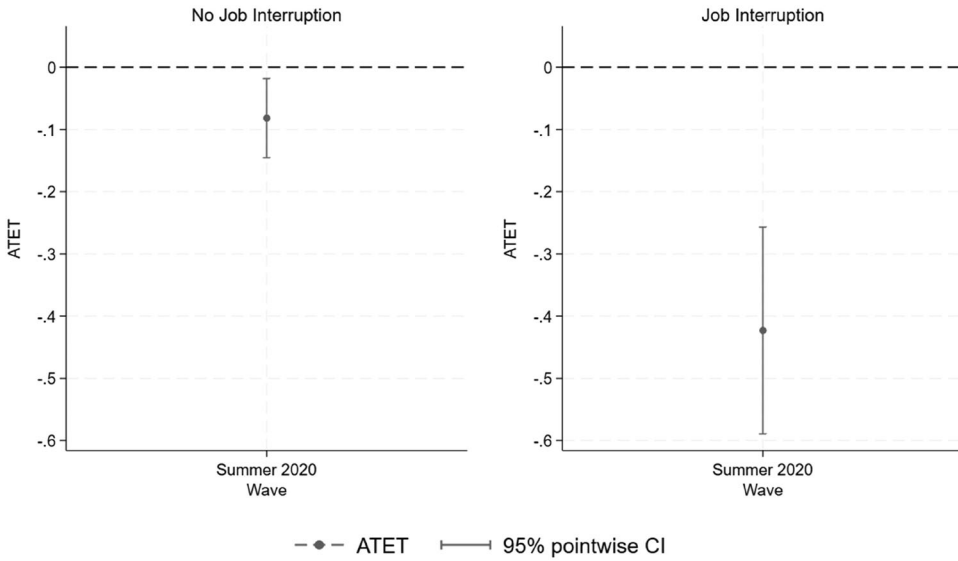 No Job Interruption
0
-.1
-.2
-.3
-.4
-.5
-.6
ATET
Summer 2020
Wave
Job Interruption
0
-.1
-.2
-.3
-.4
-.5
-.6
ATET
Summer 2020
Wave
ATET 95% pointwise CI